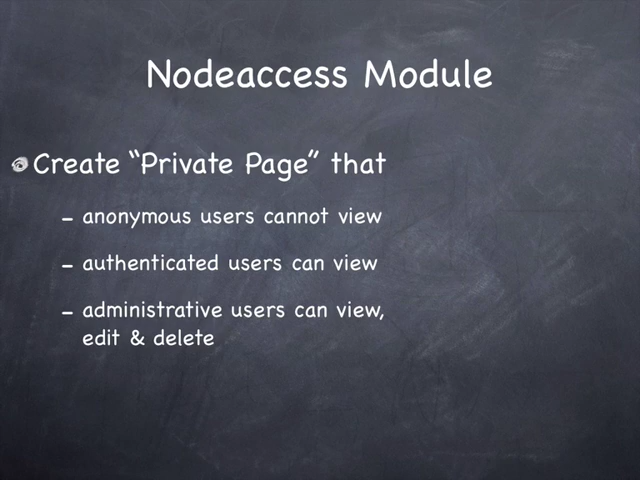 Nodeaccess Module
Create “Private Page” that
- anonymous users cannot view
- authenticated users can view
- administrative users can view,
edit & delete